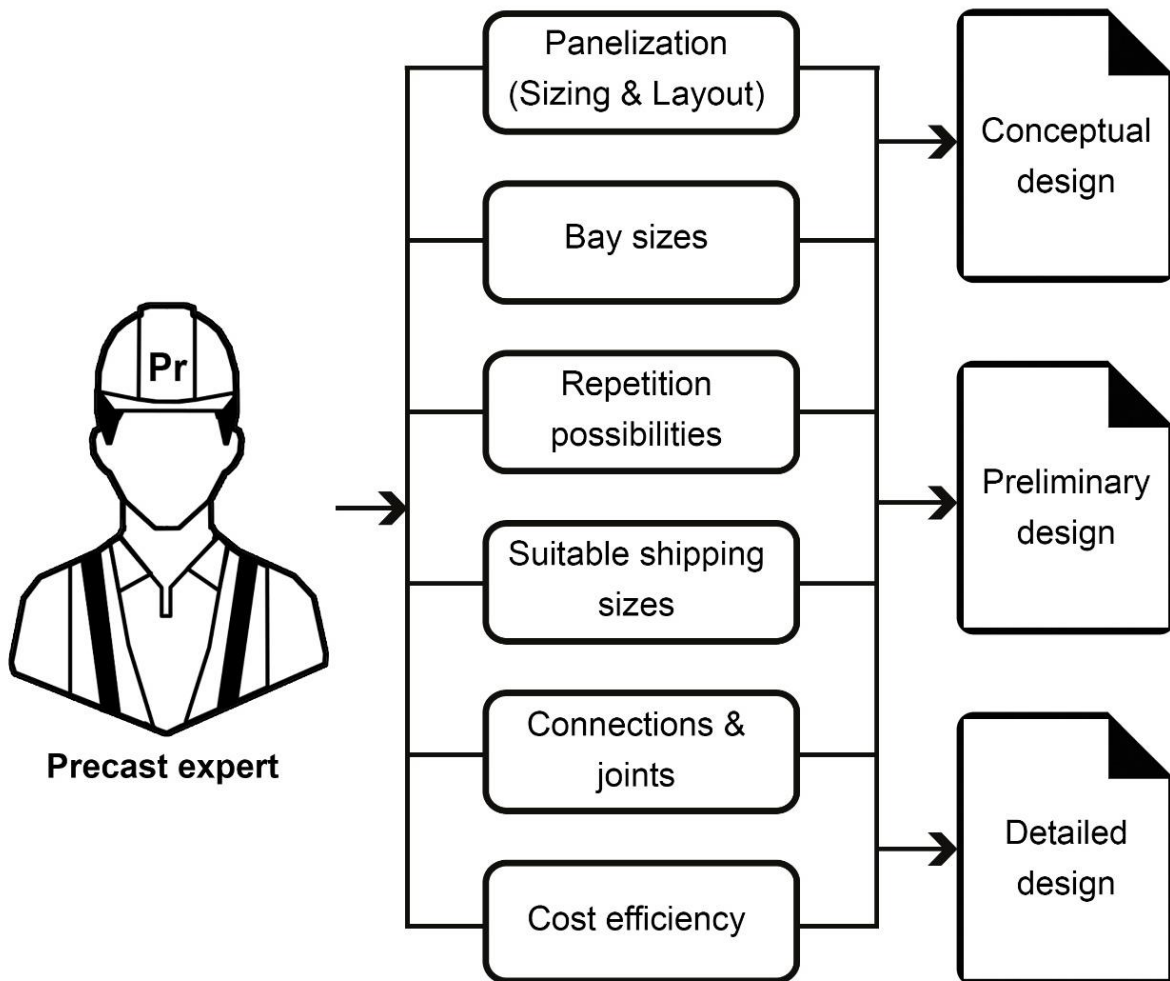 Pr
Precast expert
Panelization
(Sizing & Layout)
Bay sizes
Repetition
possibilities
Suitable shipping
sizes
Connections &
joints
Cost efficiency
Conceptual
design
Preliminary
design
Detailed
design